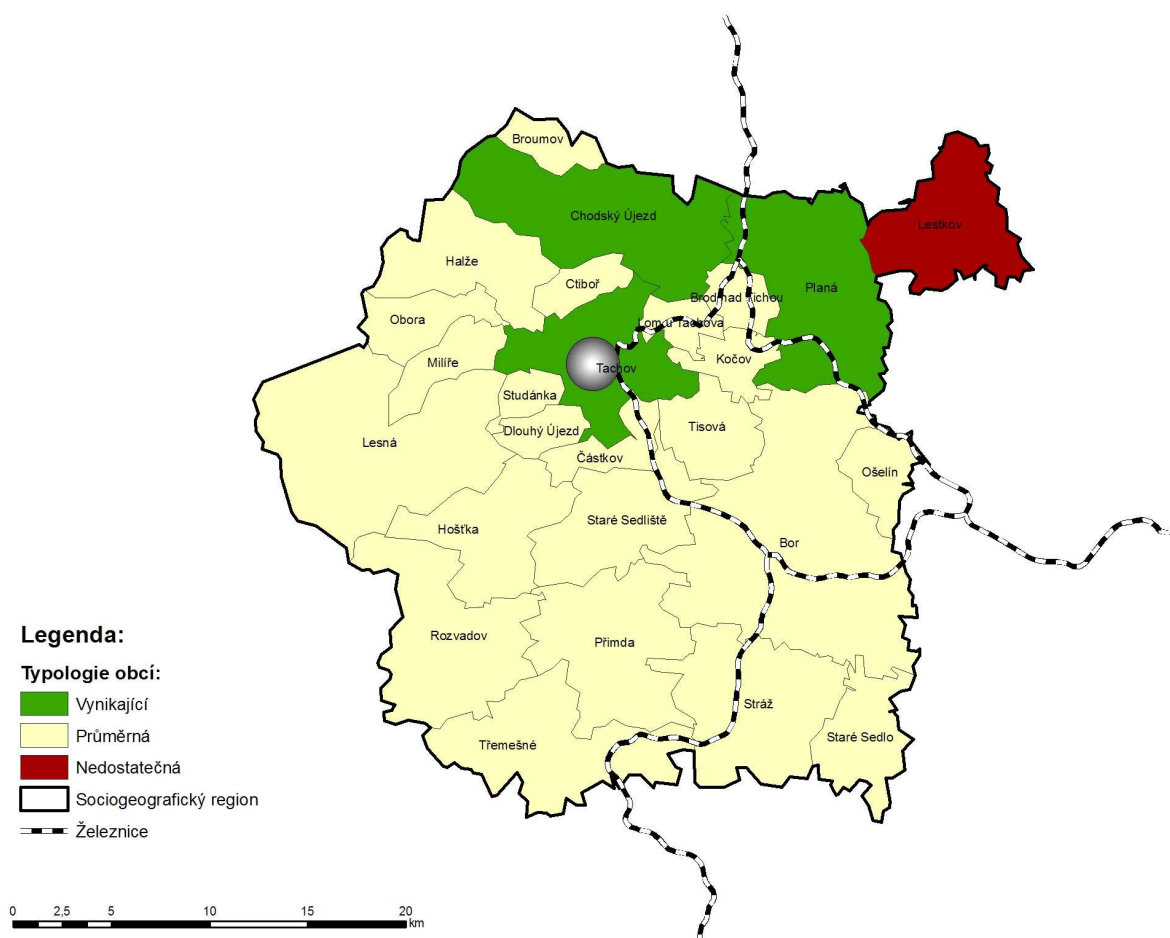 Broumov
Chodský Újezd
Lestkov
Halže
Ctiboř
Planá
Brod nad Tichou
Obora
Lom u Tachova
Milíře
Kočov
Tachov
Studánka
Tisová
Dlouhý Újezd
Lesná
Částkov
Ošelín
Hošťka
Staré Sedliště
Bor
Rozvadov
Přimda
Stráž
Třemešné
Staré Sedlo
Legenda:
Typologie obcí:
Vynikající
Průměrná
Nedostatečná
Sociogeografický region
Železnice
0 2,5 5 10 15 20
km